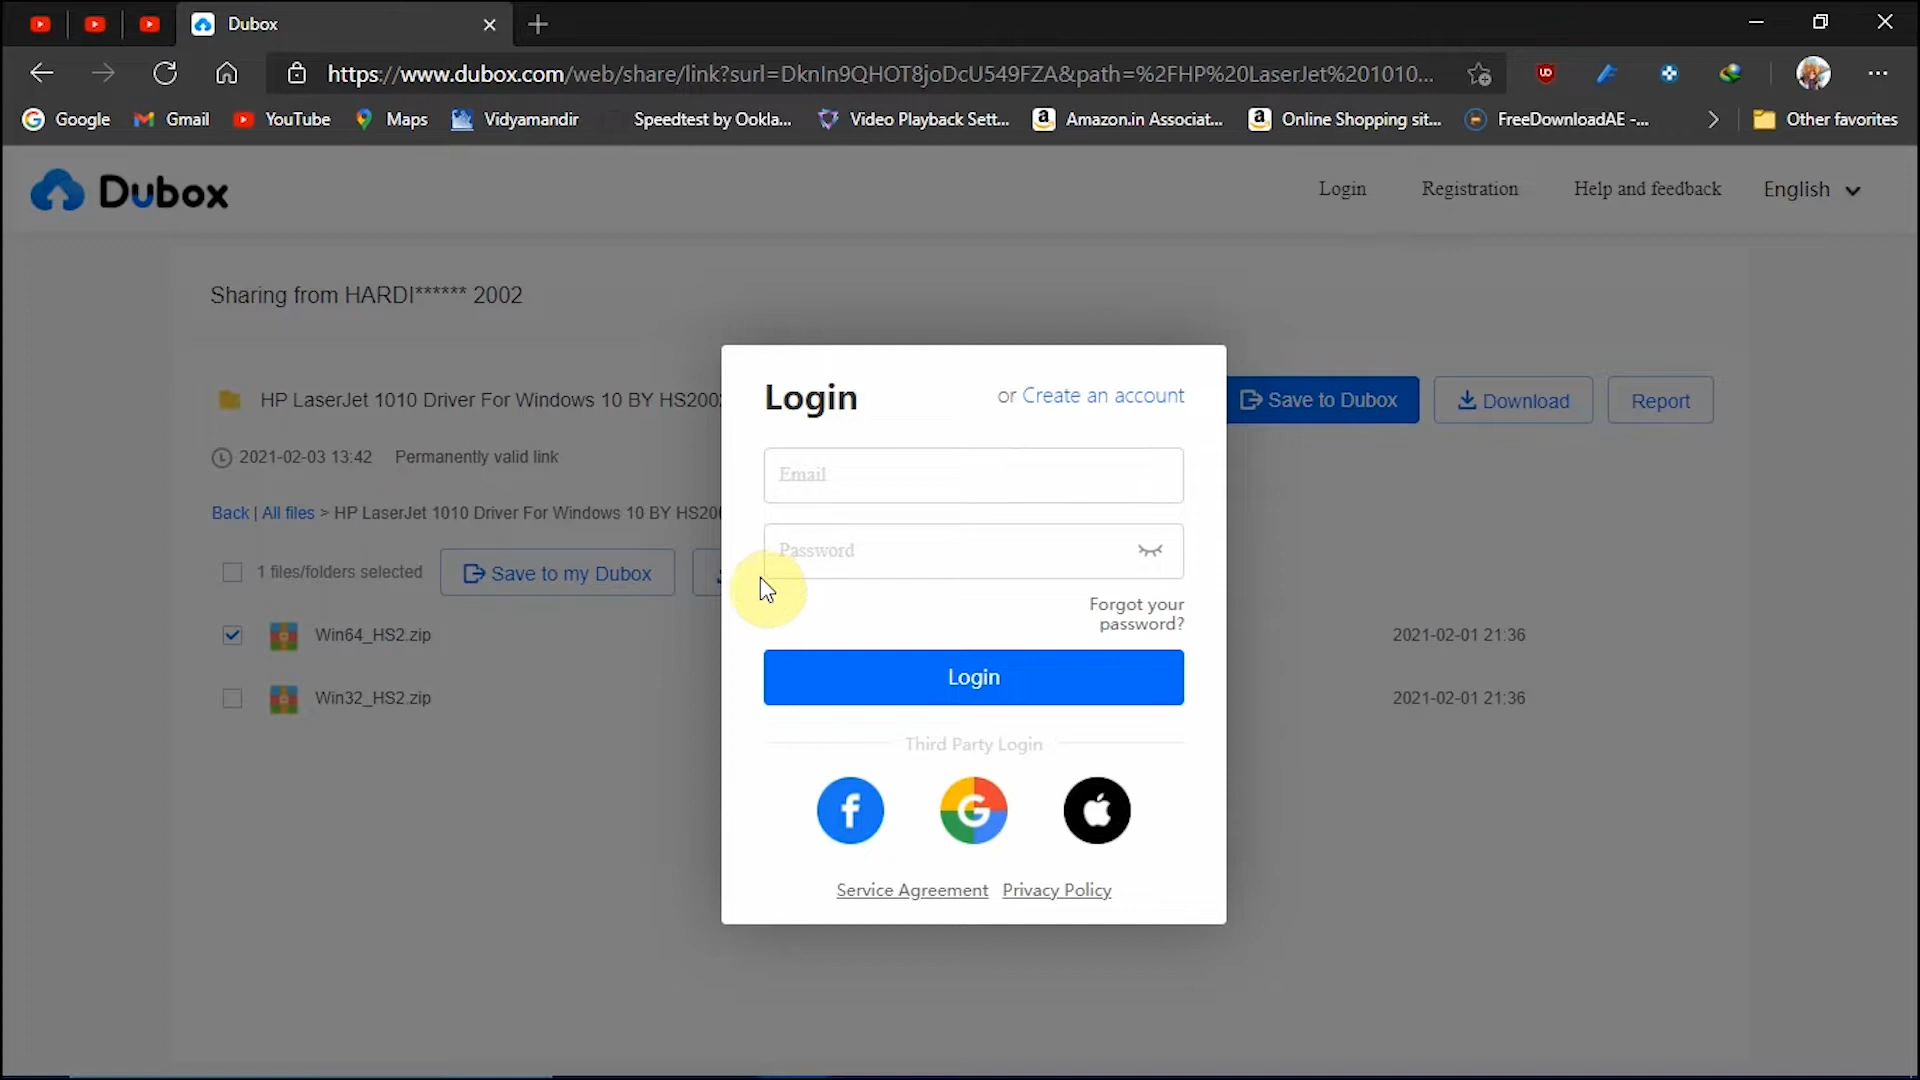 Dubox
https://www.dubox.com/web/share/link?surl=DknIn9QHOT8joDcU549FZA&path=%2FHP%20LaserJet%201010...
Google Gmail YouTube Maps Vidyamandir Speedtest by Ookla... Video Playback Sett... Amazon.in Associat... Online Shopping sit... FreeDownloadAE -... Other favorites
Dubox Login Registration Help and feedback English
Sharing from HARDI****** 2002
HP LaserJet 1010 Driver For Windows 10 BY HS200 Save to Dubox Download Report
2021-02-03 13:42 Permanently valid link
Back | All files > HP LaserJet 1010 Driver For Windows 10 BY HS20
1 files/folders selected Save to my Dubox
Win64_HS2.zip 2021-02-01 21:36
Win32_HS2.zip 2021-02-01 21:36
Login or Create an account
Email
Password
Forgot your
password?
Login
Third Party Login
Service Agreement Privacy Policy